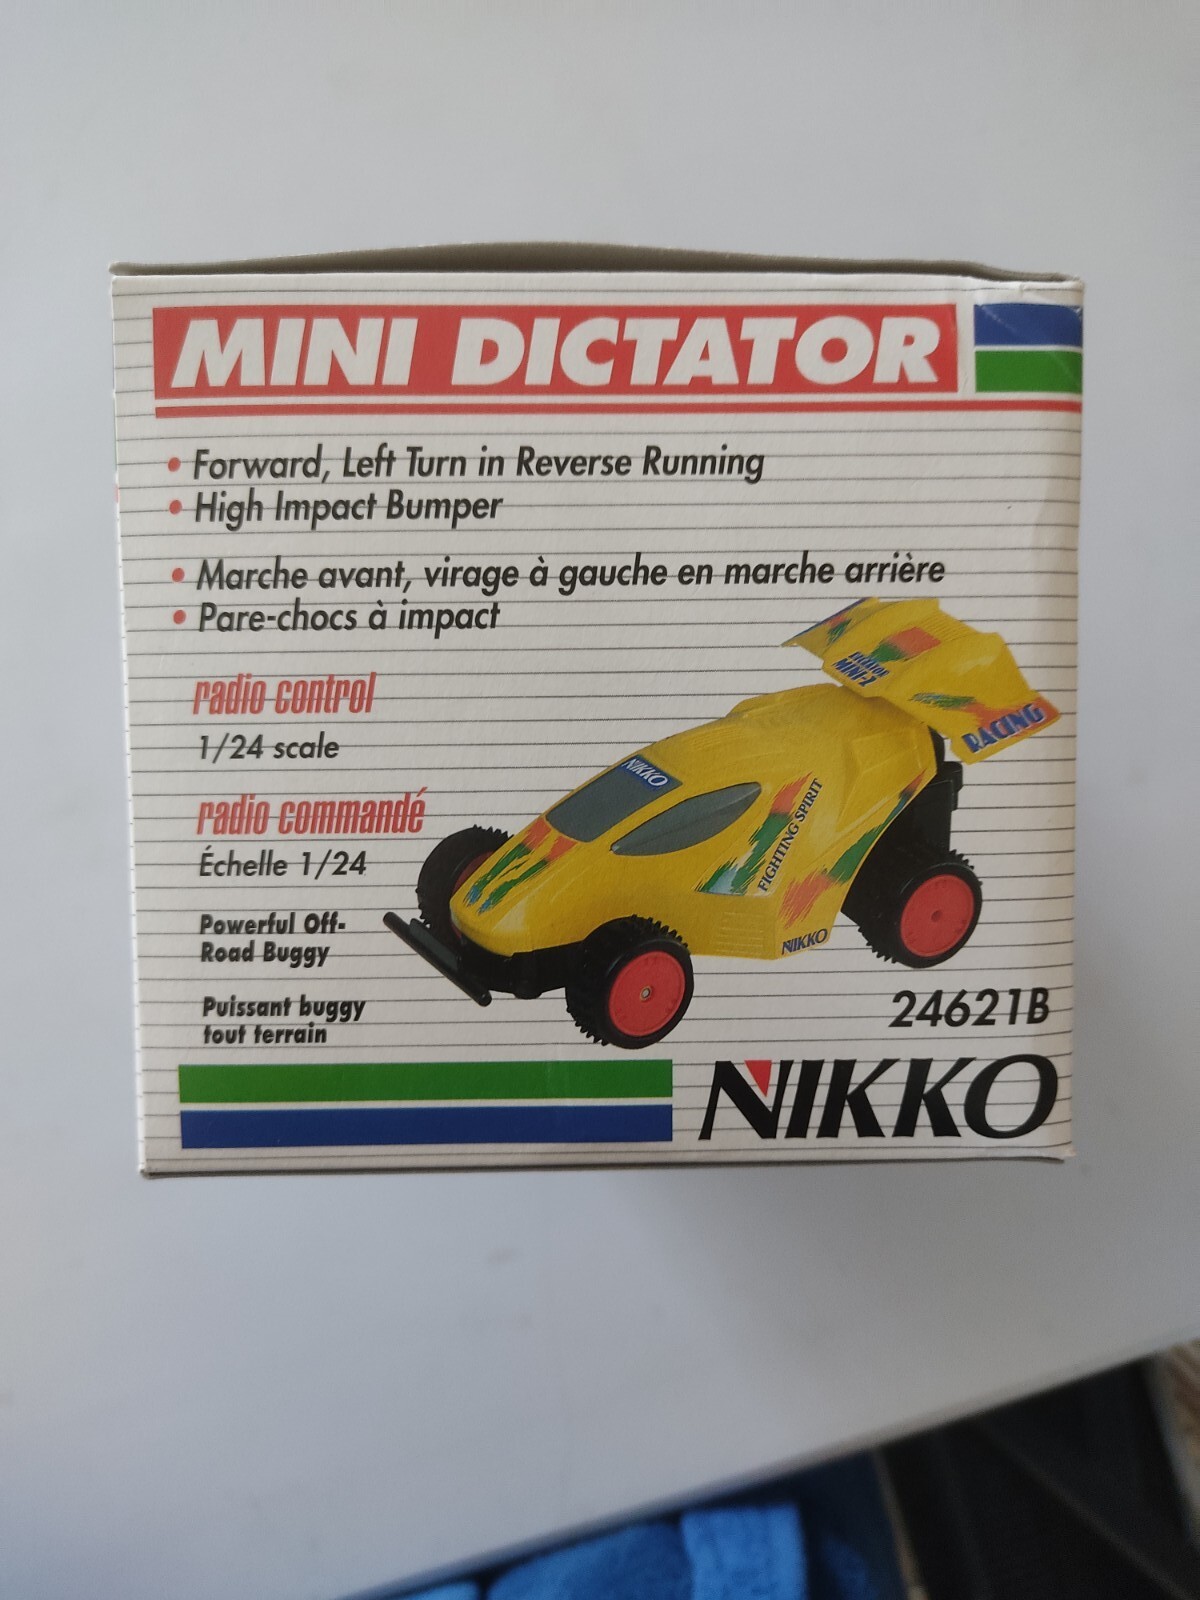 MINI DICTATOR
• Forward, Left Turn in Reverse Running
• High Impact Bumper
• Marche avant, virage à gauche en marche arrière
• Pare-chocs à impact
radio control
1/24 scale
radio commandé
Échelle 1/24
Powerful Off-
Road Buggy
Puissant buggy
tout terrain
MINI-Z
RACING
NIKKO
FIGHTING SPIRIT
NIKKO
24621B
NIKKO